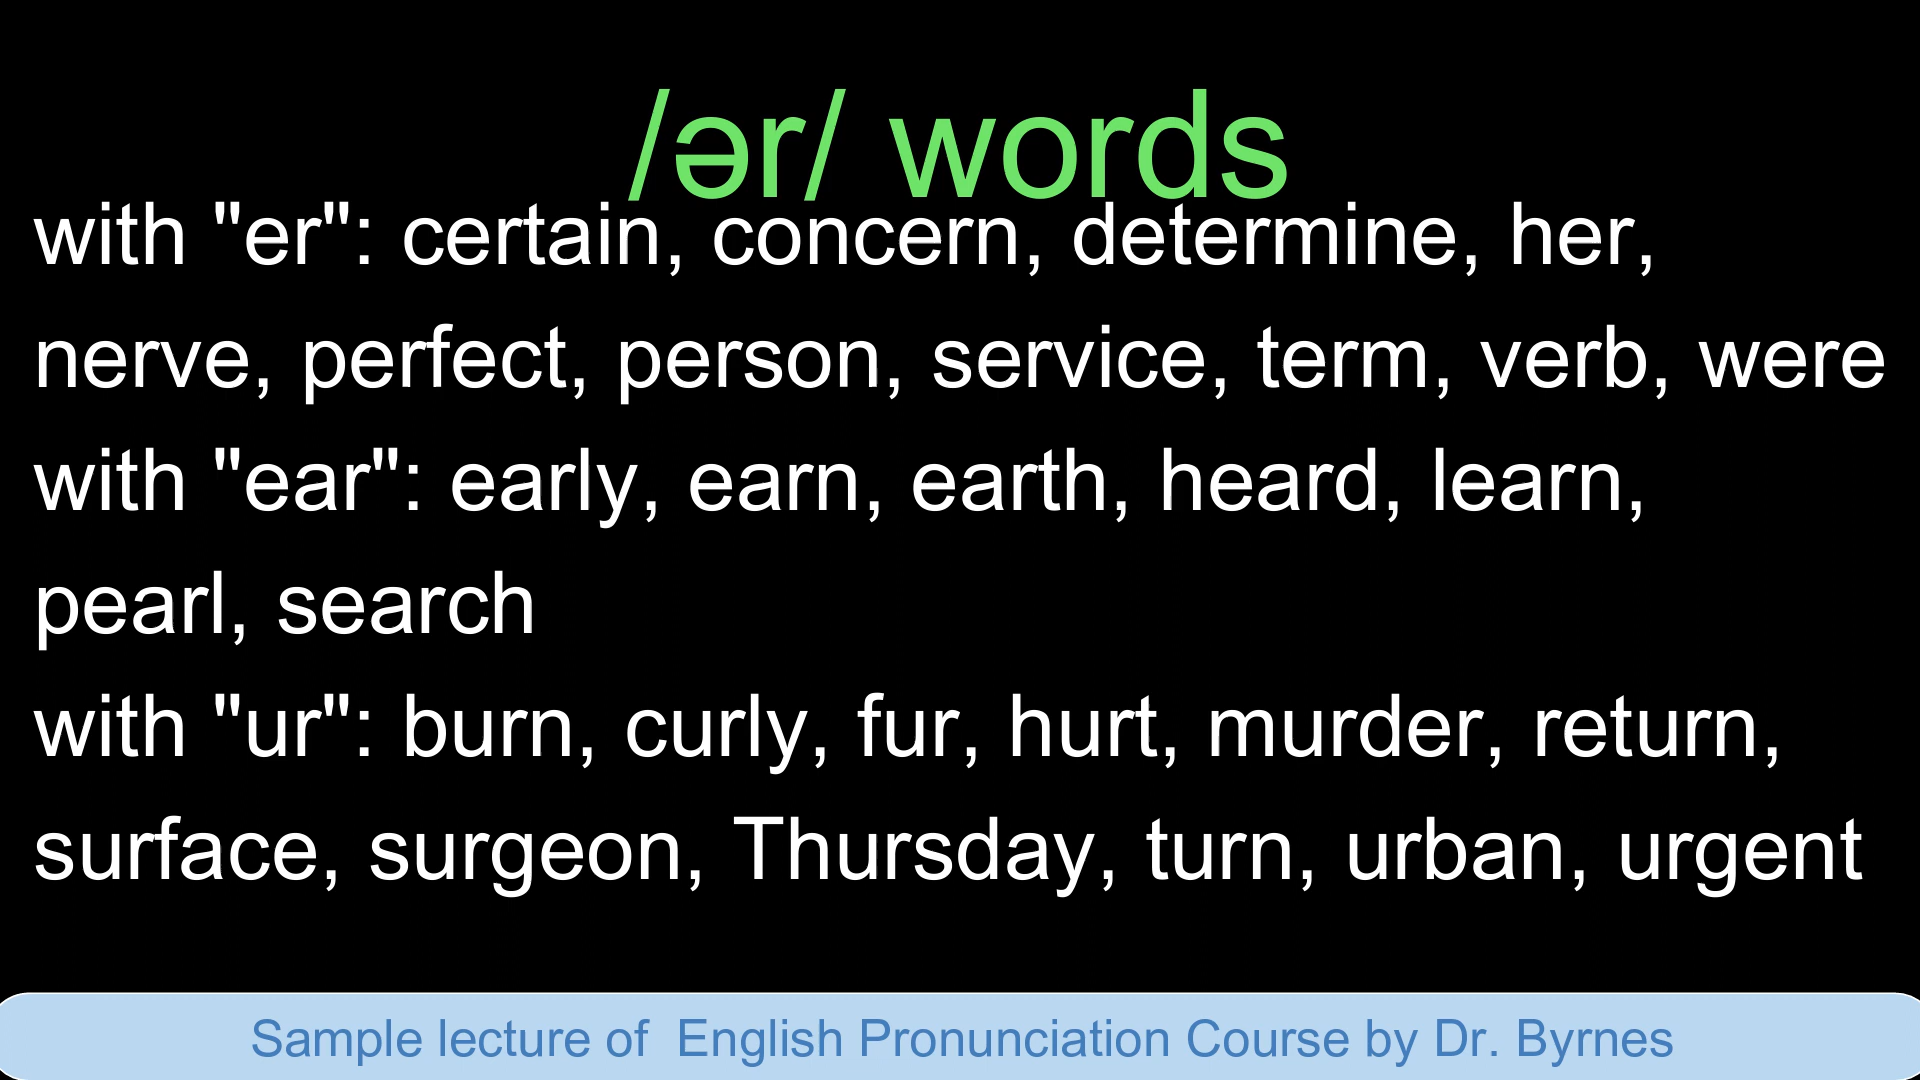 /ər/ words
with "er": certain, concern, determine, her,
nerve, perfect, person, service, term, verb, were
with "ear": early, earn, earth, heard, learn,
pearl, search
with "ur": burn, curly, fur, hurt, murder, return,
surface, surgeon, Thursday, turn, urban, urgent
Sample lecture of  English Pronunciation Course by Dr. Byrnes